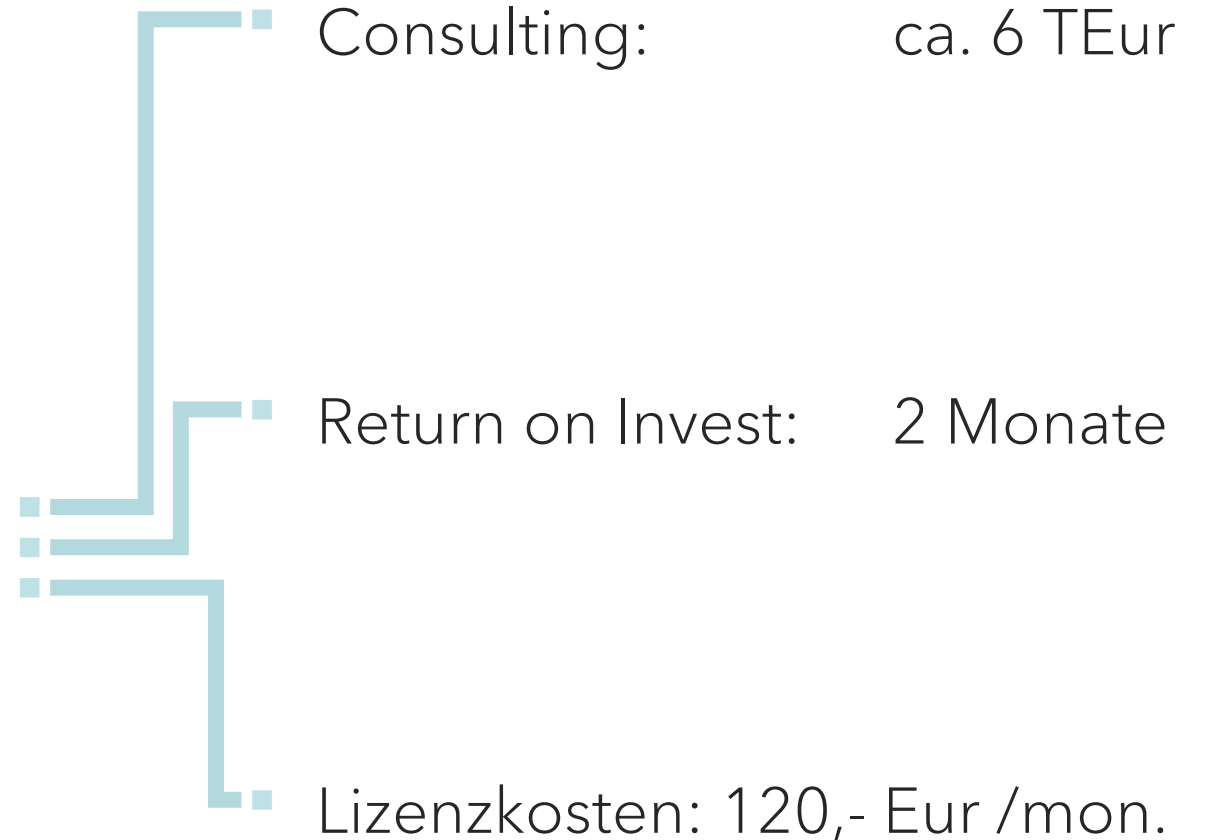 Consulting: ca. 6 TEur
Return on Invest: 2 Monate
Lizenzkosten: 120,- Eur /mon.